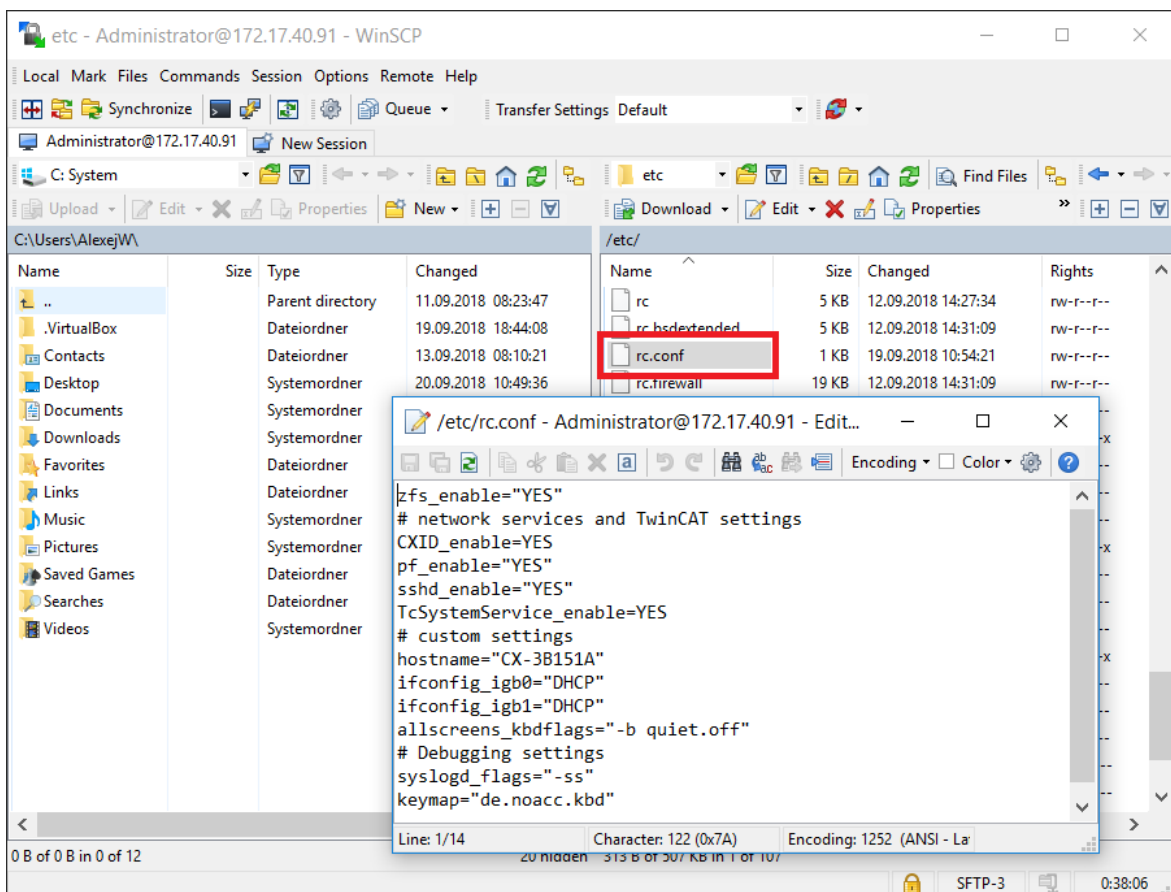 etc - Administrator@172.17.40.91 - WinSCP
Local Mark Files Commands Session Options Remote Help
Synchronize Queue Transfer Settings Default
Administrator@172.17.40.91 New Session
C: System etc Find Files
Upload Edit Properties New Download Edit Properties
C:\Users\AlexejW\ /etc/
Name Size Type Changed Name Size Changed Rights
.. Parent directory 11.09.2018 08:23:47 rc 5 KB 12.09.2018 14:27:34 rw-r--r--
.VirtualBox Dateiordner 19.09.2018 18:44:08 rc.bsdextended 5 KB 12.09.2018 14:31:09 rw-r--r--
Contacts Dateiordner 13.09.2018 08:10:21 rc.conf 1 KB 19.09.2018 10:54:21 rw-r--r--
Desktop Systemordner 20.09.2018 10:49:36 rc.firewall 19 KB 12.09.2018 14:31:09 rw-r--r--
Documents Systemordner
Downloads Systemordner
Favorites Dateiordner
Links Dateiordner
Music Systemordner
Pictures Systemordner
Saved Games Dateiordner
Searches Dateiordner
Videos Systemordner
/etc/rc.conf - Administrator@172.17.40.91 - Edit...
Encoding Color
zfs_enable="YES"
# network services and TwinCAT settings
CXID_enable=YES
pf_enable="YES"
sshd_enable="YES"
TcSystemService_enable=YES
# custom settings
hostname="CX-3B151A"
ifconfig_igb0="DHCP"
ifconfig_igb1="DHCP"
allscreens_kbdflags="-b quiet.off"
# Debugging settings
syslogd_flags="-ss"
keymap="de.noacc.kbd"
Line: 1/14 Character: 122 (0x7A) Encoding: 1252 (ANSI - La
0 B of 0 B in 0 of 12 20 hidden 313 B of 507 KB in 1 of 107
SFTP-3 0:38:06